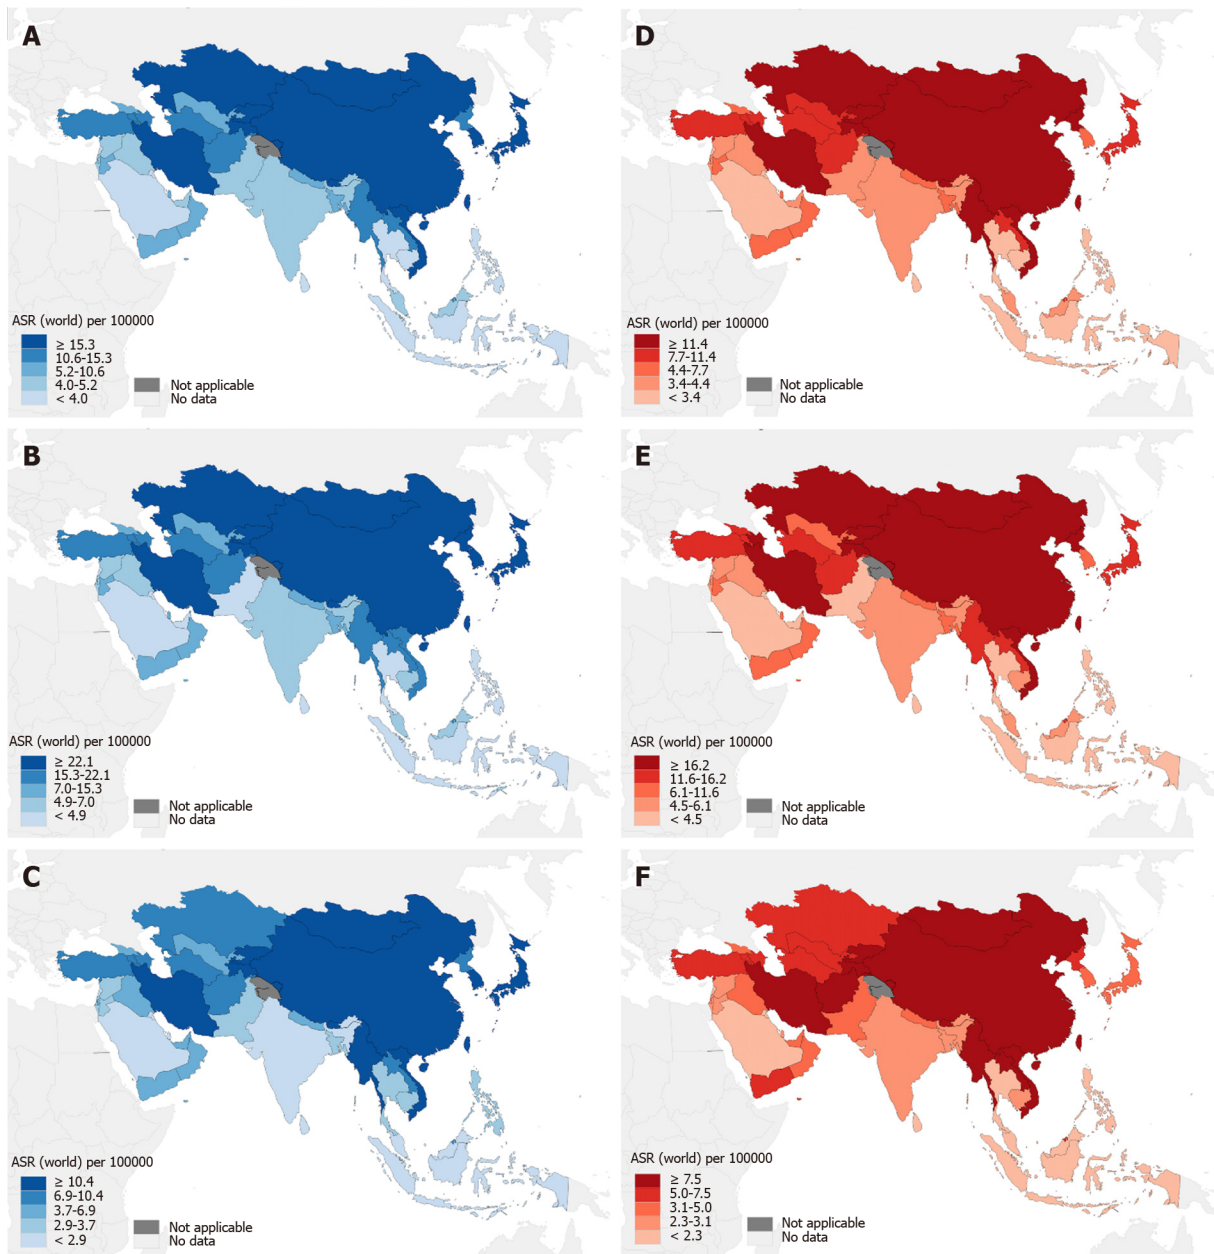 A
ASR (world) per 100000
≥ 15.3
10.6-15.3
5.2-10.6
4.0-5.2
< 4.0
Not applicable
No data
D
ASR (world) per 100000
≥ 11.4
7.7-11.4
4.4-7.7
3.4-4.4
< 3.4
Not applicable
No data
B
ASR (world) per 100000
≥ 22.1
15.3-22.1
7.0-15.3
4.9-7.0
< 4.9
Not applicable
No data
E
ASR (world) per 100000
≥ 16.2
11.6-16.2
6.1-11.6
4.5-6.1
< 4.5
Not applicable
No data
C
ASR (world) per 100000
≥ 10.4
6.9-10.4
3.7-6.9
2.9-3.7
< 2.9
Not applicable
No data
F
ASR (world) per 100000
≥ 7.5
5.0-7.5
3.1-5.0
2.3-3.1
< 2.3
Not applicable
No data